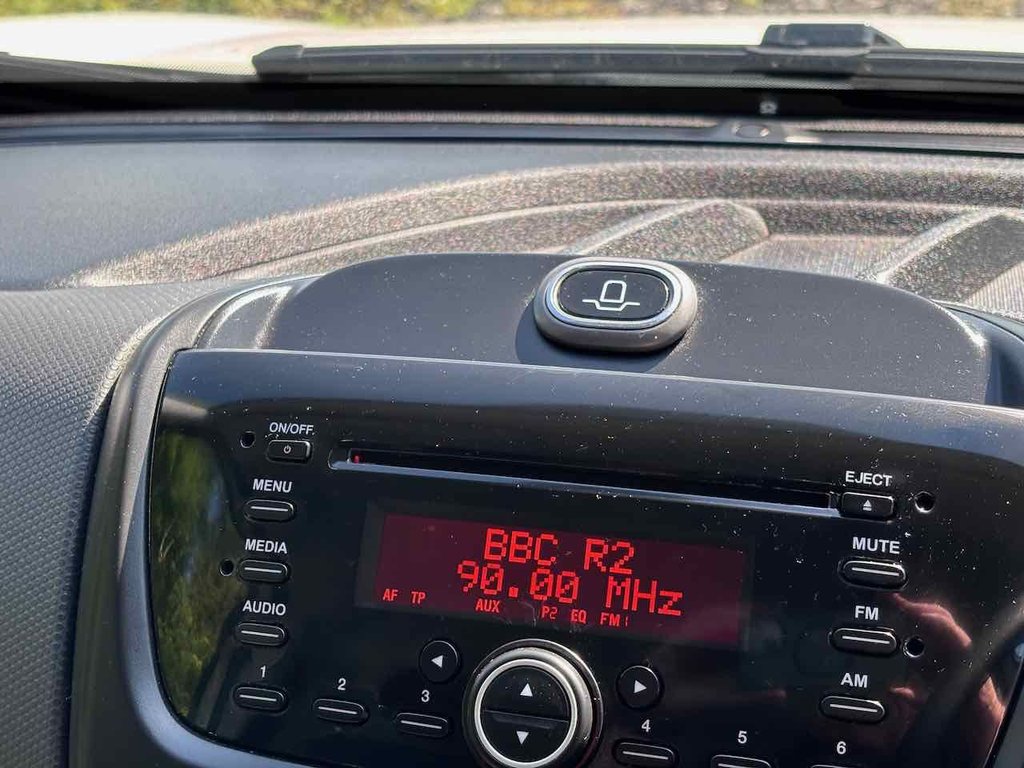 ON/OFF
MENU
MEDIA
AUDIO
1
2
3
BBC R2
90.00 MHz
AF TP AUX P2 EQ FM1
EJECT
MUTE
FM
AM
4
5
6